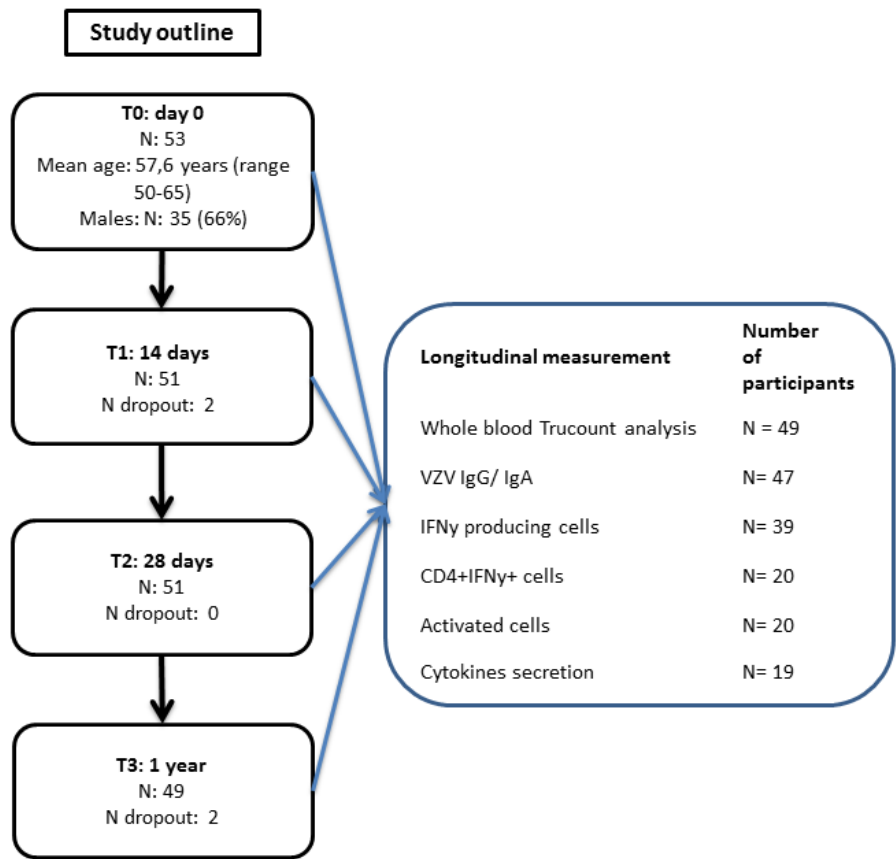 Study outline
T0: day 0
N: 53
Mean age: 57,6 years (range
50-65)
Males: N: 35 (66%)
T1: 14 days
N: 51
N dropout: 2
T2: 28 days
N: 51
N dropout: 0
T3: 1 year
N: 49
N dropout: 2
Longitudinal measurement
Number
of
participants
Whole blood Trucount analysis N = 49
VZV IgG/ IgA N= 47
IFNy producing cells N= 39
CD4+IFNy+ cells N= 20
Activated cells N= 20
Cytokines secretion N= 19